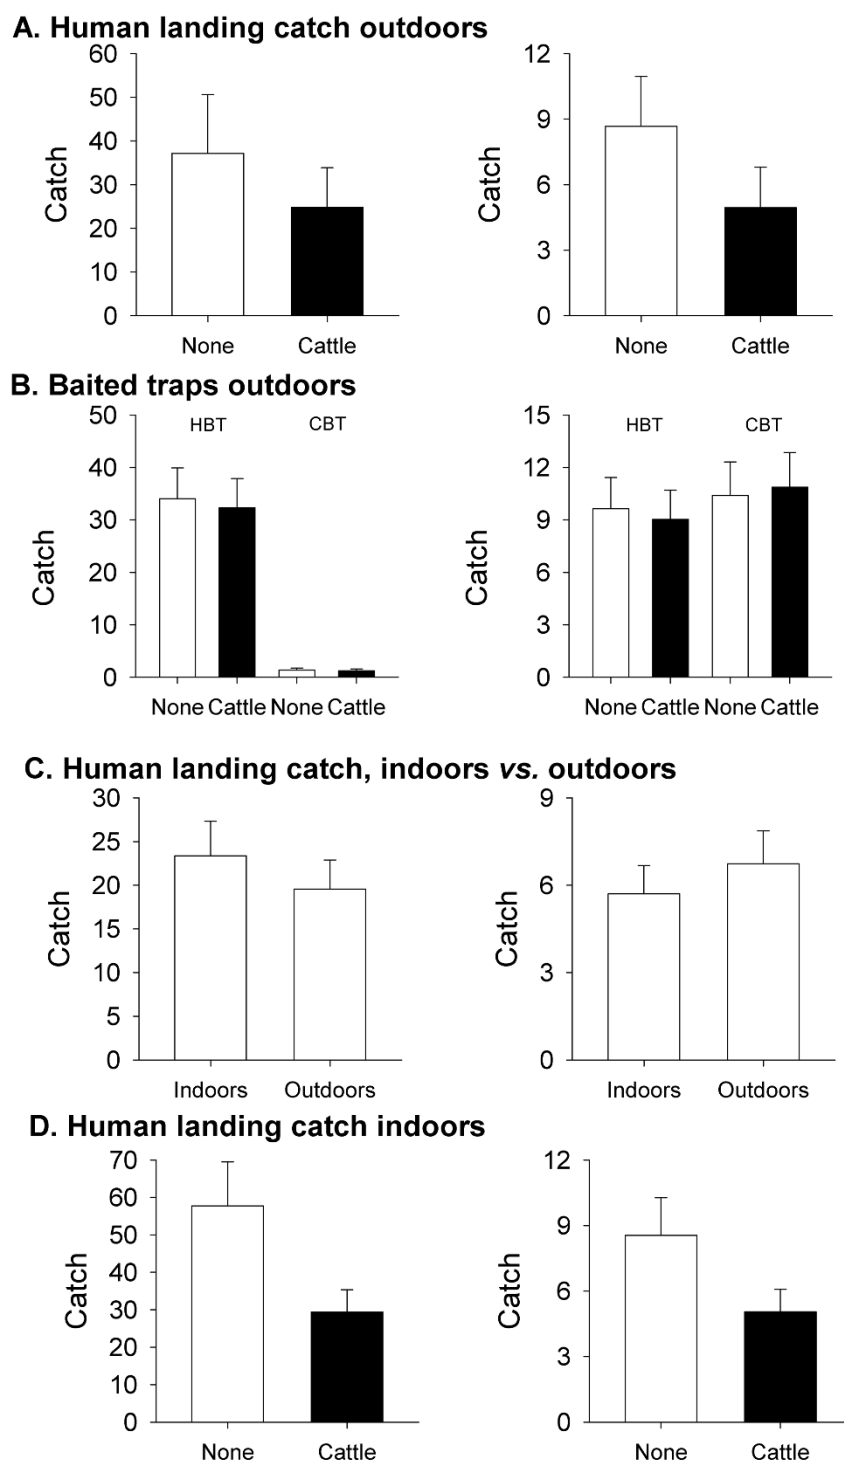 A. Human landing catch outdoors
60
50
40
30
20
10
0
Catch
None Cattle
12
9
6
3
0
Catch
None Cattle
B. Baited traps outdoors
50
40
30
20
10
0
Catch
HBT CBT
None Cattle None Cattle
15
12
9
6
3
0
Catch
HBT CBT
None Cattle None Cattle
C. Human landing catch, indoors vs. outdoors
30
25
20
15
10
5
0
Catch
Indoors Outdoors
9
6
3
0
Catch
Indoors Outdoors
D. Human landing catch indoors
70
60
50
40
30
20
10
0
Catch
None Cattle
12
9
6
3
0
Catch
None Cattle